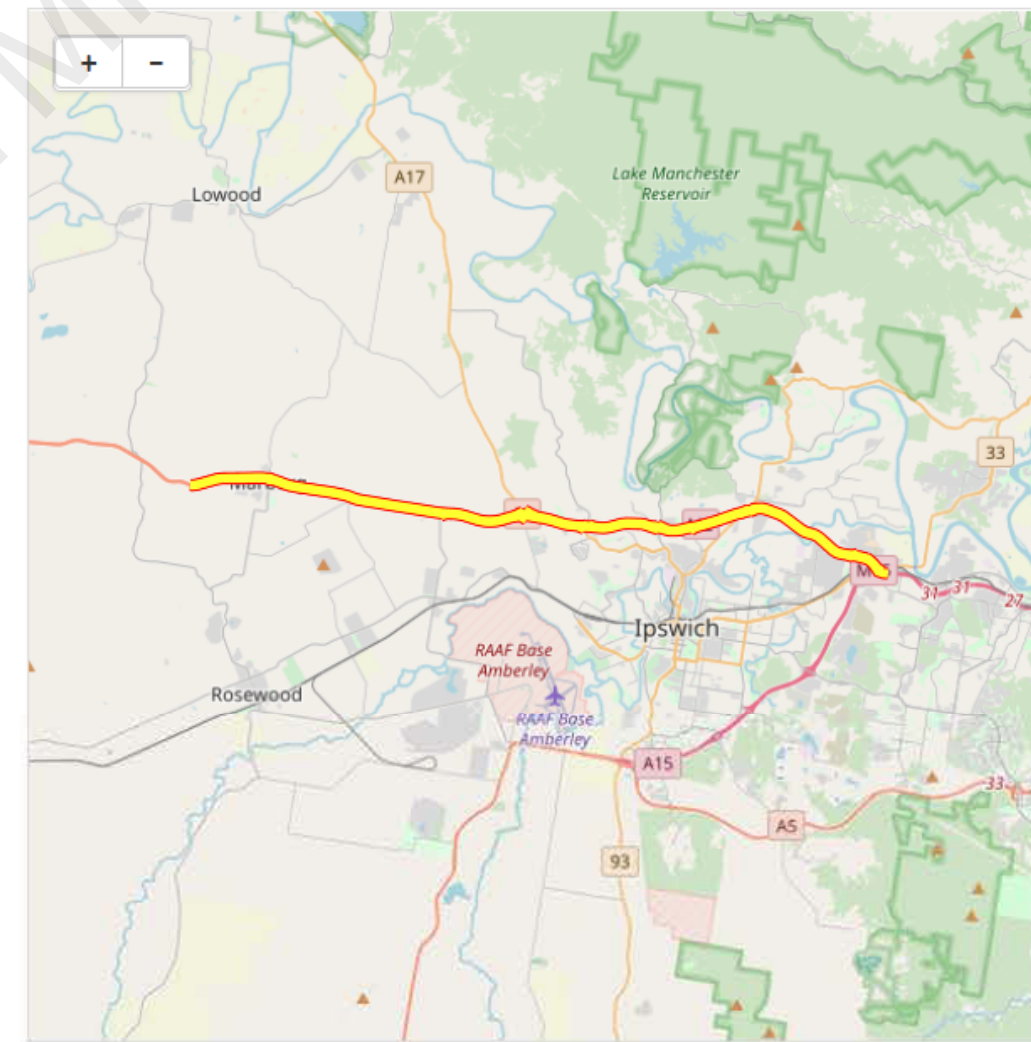 + −
A17
Lowood
Lake Manchester
Reservoir
33
31
31
27
Ipswich
RAAF Base
Amberley
Rosewood
RAAF Base
Amberley
A15
33
A5
93